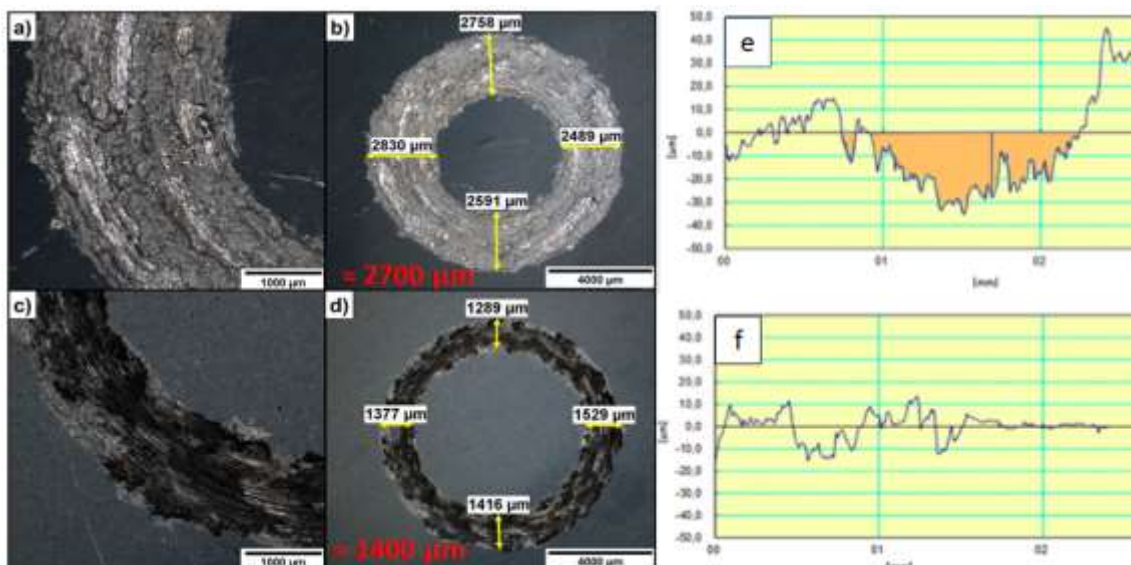 a)
1000 µm
b)
2758 µm
2830 µm
2489 µm
2591 µm
= 2700 µm
4000 µm
c)
1000 µm
d)
1289 µm
1377 µm
1529 µm
1416 µm
= 1400 µm
4000 µm
e
50,0
40,0
30,0
20,0
10,0
0,0
-10,0
-20,0
-30,0
-40,0
-50,0
[µm]
00
01
02
[mm]
f
50,0
40,0
30,0
20,0
10,0
0,0
-10,0
-20,0
-30,0
-40,0
-50,0
[µm]
00
01
02